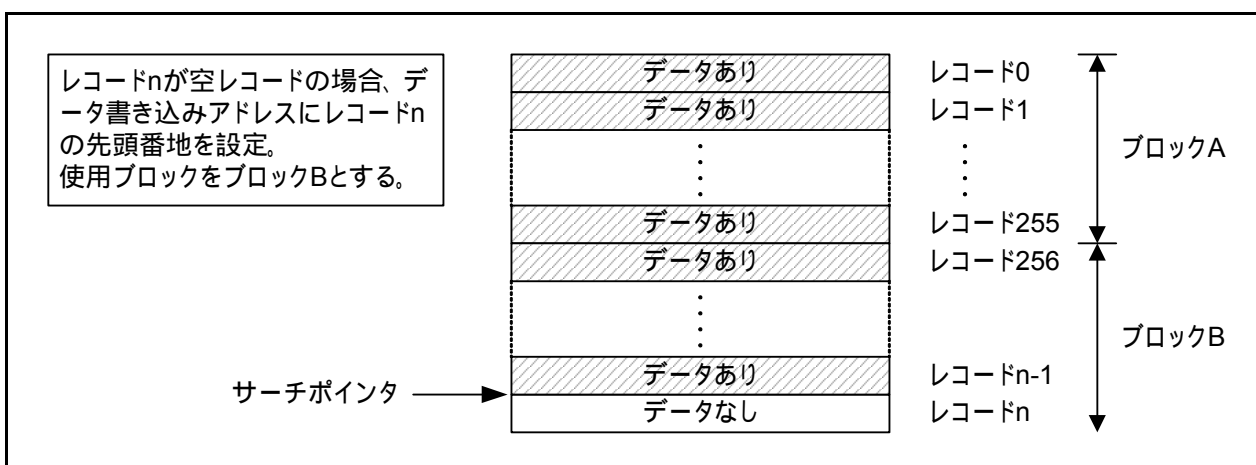 レコードnが空レコードの場合、デ
ータ書き込みアドレスにレコードn
の先頭番地を設定。
使用ブロックをブロックBとする。
データあり レコード0
データあり レコード1
ブロックA
データあり レコード255
データあり レコード256
ブロックB
データあり レコードn-1
サーチポインタ
データなし レコードn